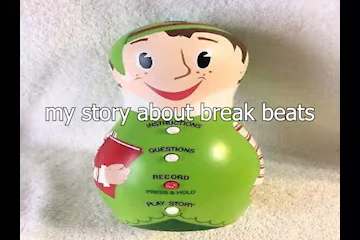 my story about break beats
INSTRUCTIONS
QUESTIONS
RECORD
PRESS & HOLD
PLAY STORY